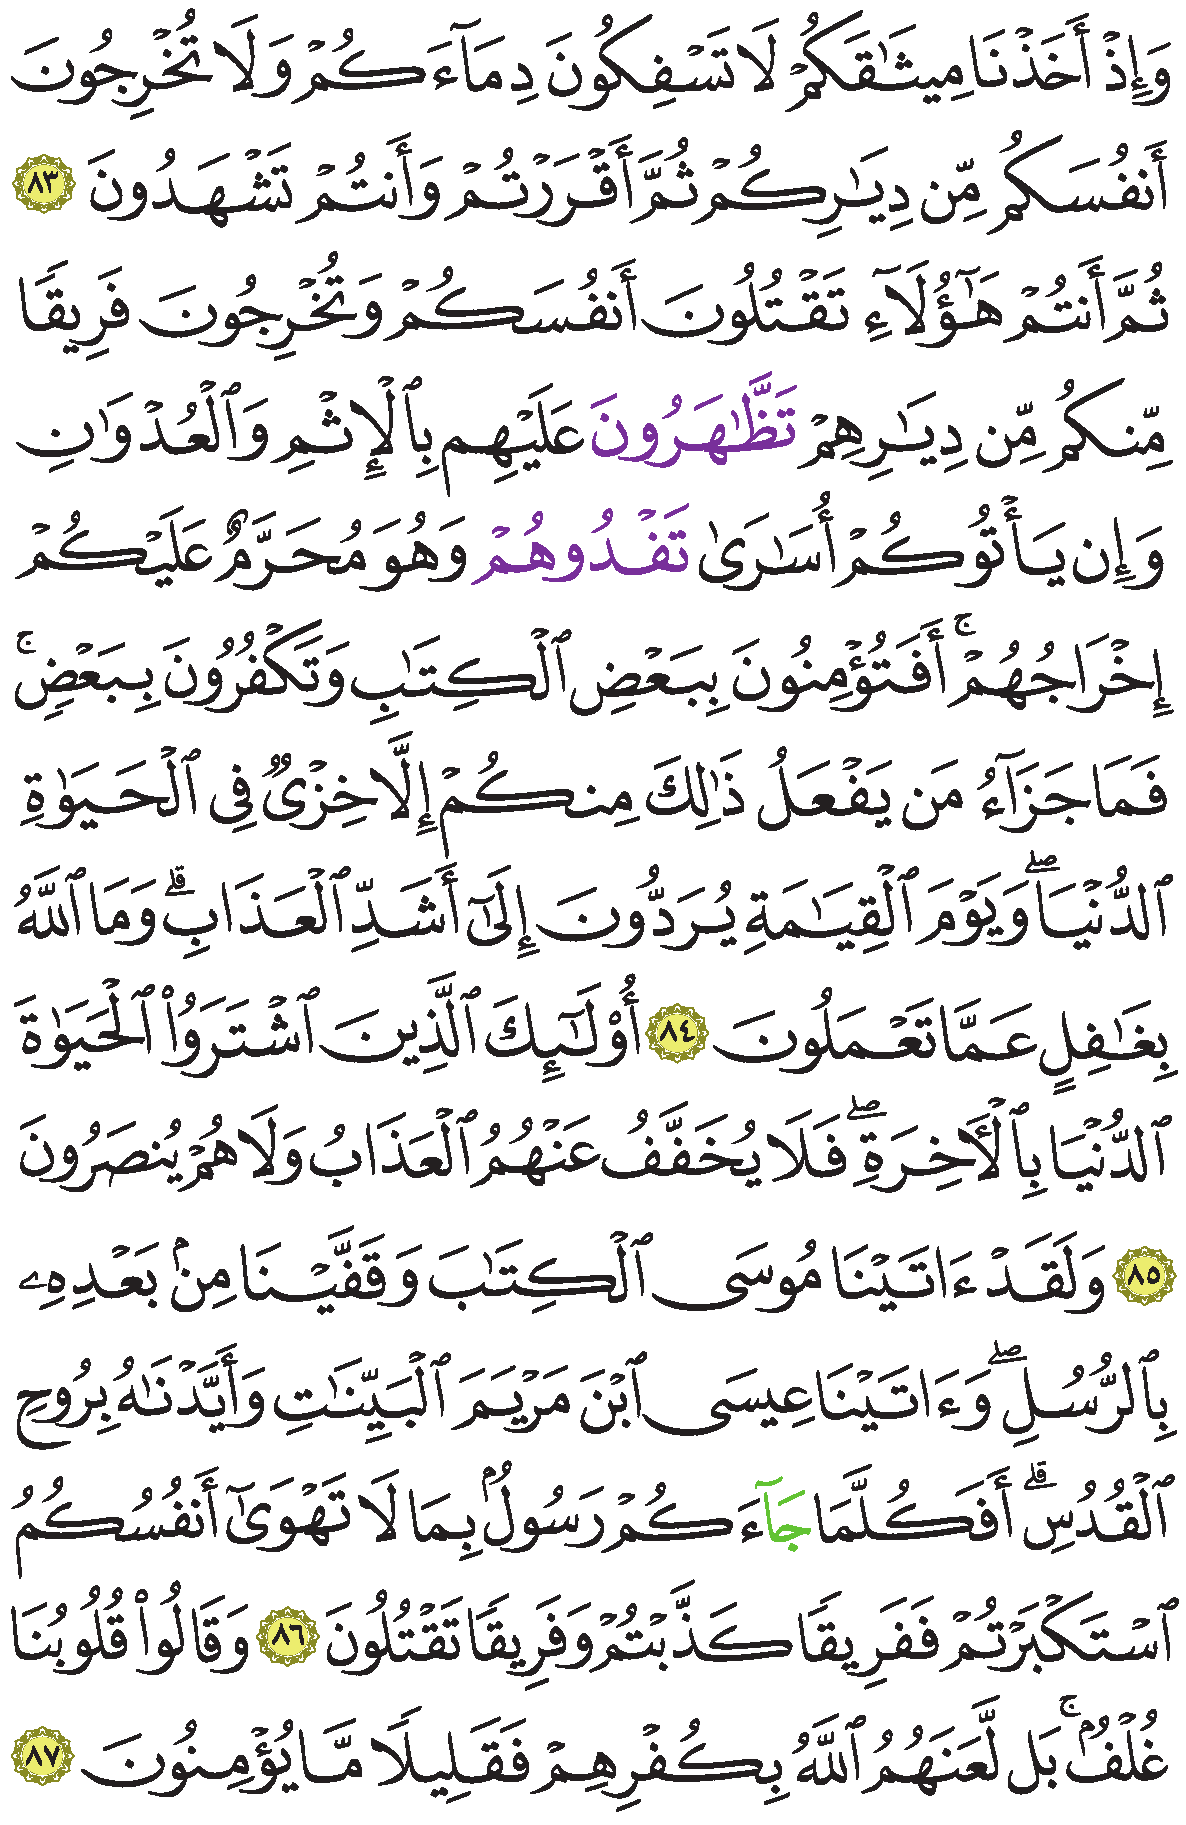 وَإِذْ أَخَذْنَا مِيثَٰقَكُمْ لَا تَسْفِكُونَ دِمَآءَكُمْ وَلَا تُخْرِجُونَ
أَنفُسَكُم مِّن دِيَٰرِكُمْ ثُمَّ أَقْرَرْتُمْ وَأَنتُمْ تَشْهَدُونَ ٨٣
ثُمَّ أَنتُمْ هَٰٓؤُلَآءِ تَقْتُلُونَ أَنفُسَكُمْ وَتُخْرِجُونَ فَرِيقًا
مِّنكُم مِّن دِيَٰرِهِمْ تَظَّٰهَرُونَ عَلَيْهِم بِٱلْإِثْمِ وَٱلْعُدْوَٰنِ
وَإِن يَأْتُوكُمْ أُسَٰرَىٰ تَفْدُوهُمْ وَهُوَ مُحَرَّمٌ عَلَيْكُمْ
إِخْرَاجُهُمْ ۚ أَفَتُؤْمِنُونَ بِبَعْضِ ٱلْكِتَٰبِ وَتَكْفُرُونَ بِبَعْضٍ ۚ
فَمَا جَزَآءُ مَن يَفْعَلُ ذَٰلِكَ مِنكُمْ إِلَّا خِزْىٌ فِى ٱلْحَيَوٰةِ
ٱلدُّنْيَا ۖ وَيَوْمَ ٱلْقِيَٰمَةِ يُرَدُّونَ إِلَىٰٓ أَشَدِّ ٱلْعَذَابِ ۗ وَمَا ٱللَّهُ
بِغَٰفِلٍ عَمَّا تَعْمَلُونَ ٨٤ أُو۟لَٰٓئِكَ ٱلَّذِينَ ٱشْتَرَوُا۟ ٱلْحَيَوٰةَ
ٱلدُّنْيَا بِٱلْأَخِرَةِ ۖ فَلَا يُخَفَّفُ عَنْهُمُ ٱلْعَذَابُ وَلَا هُمْ يُنصَرُونَ
٨٥ وَلَقَدْ ءَاتَيْنَا مُوسَى ٱلْكِتَٰبَ وَقَفَّيْنَا مِنۢ بَعْدِهِۦ
بِٱلرُّسُلِ ۖ وَءَاتَيْنَا عِيسَى ٱبْنَ مَرْيَمَ ٱلْبَيِّنَٰتِ وَأَيَّدْنَٰهُ بِرُوحِ
ٱلْقُدُسِ ۗ أَفَكُلَّمَا جَآءَكُمْ رَسُولٌۢ بِمَا لَا تَهْوَىٰٓ أَنفُسُكُمُ
ٱسْتَكْبَرْتُمْ فَفَرِيقًا كَذَّبْتُمْ وَفَرِيقًا تَقْتُلُونَ ٨٦ وَقَالُوا۟ قُلُوبُنَا
غُلْفٌۢ ۚ بَل لَّعَنَهُمُ ٱللَّهُ بِكُفْرِهِمْ فَقَلِيلًا مَّا يُؤْمِنُونَ ٨٧